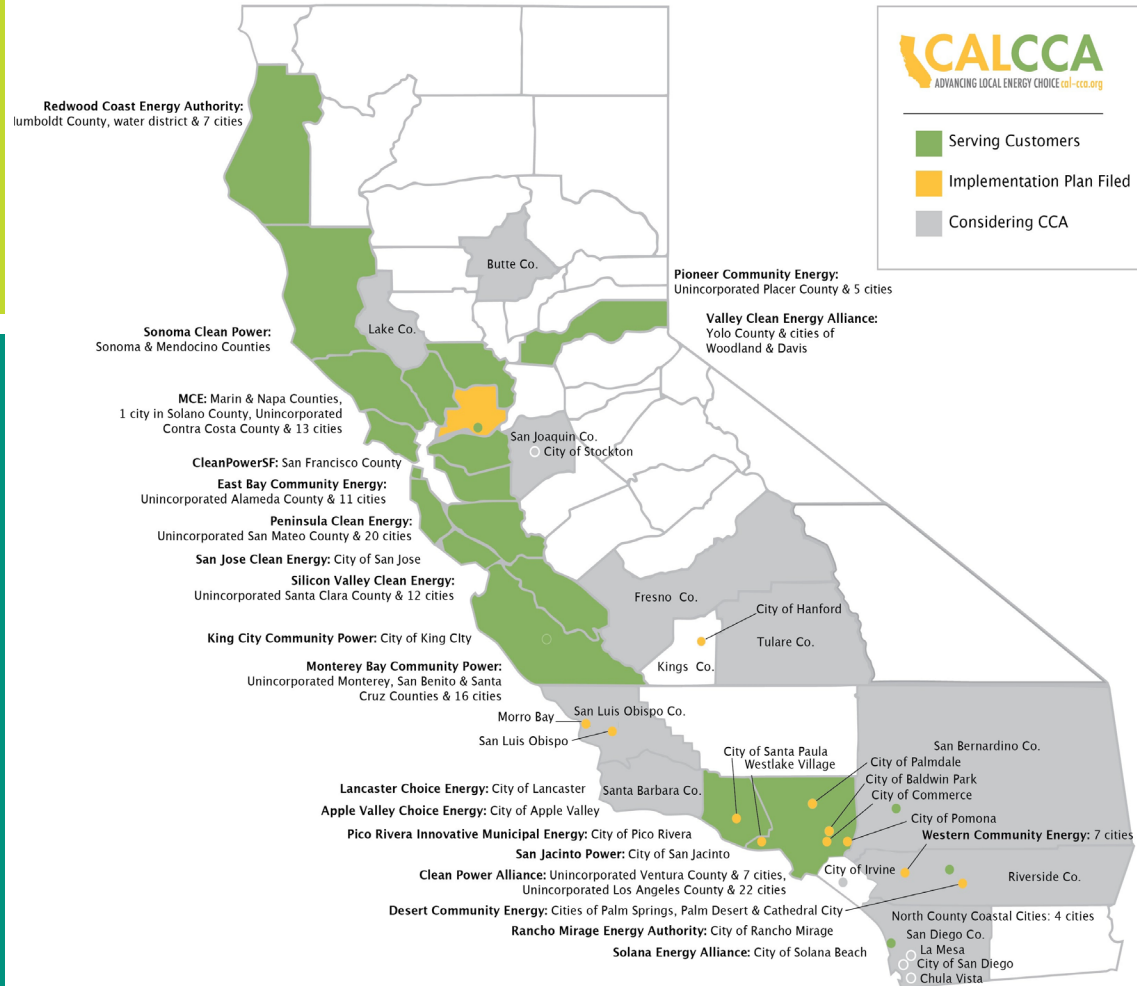 CALCCA
ADVANCING LOCAL ENERGY CHOICE cal-cca.org
Serving Customers
Implementation Plan Filed
Considering CCA
Redwood Coast Energy Authority:
umboldt County, water district & 7 cities
Butte Co.
Pioneer Community Energy:
Unincorporated Placer County & 5 cities
Valley Clean Energy Alliance:
Yolo County & cities of
Woodland & Davis
Lake Co.
Sonoma Clean Power:
Sonoma & Mendocino Counties
MCE: Marin & Napa Counties,
1 city in Solano County, Unincorporated
Contra Costa County & 13 cities
San Joaquin Co.
City of Stockton
CleanPowerSF: San Francisco County
East Bay Community Energy:
Unincorporated Alameda County & 11 cities
Peninsula Clean Energy:
Unincorporated San Mateo County & 20 cities
San Jose Clean Energy: City of San Jose
Silicon Valley Clean Energy:
Unincorporated Santa Clara County & 12 cities
Fresno Co.
City of Hanford
King City Community Power: City of King CIty
Tulare Co.
Kings Co.
Monterey Bay Community Power:
Unincorporated Monterey, San Benito & Santa
Cruz Counties & 16 cities
San Luis Obispo Co.
Morro Bay
San Luis Obispo
San Bernardino Co.
City of Santa Paula
Westlake Village
City of Palmdale
City of Baldwin Park
City of Commerce
Lancaster Choice Energy: City of Lancaster
Santa Barbara Co.
Apple Valley Choice Energy: City of Apple Valley
City of Pomona
Pico Rivera Innovative Municipal Energy: City of Pico Rivera
Western Community Energy: 7 cities
San Jacinto Power: City of San Jacinto
City of Irvine
Riverside Co.
Clean Power Alliance: Unincorporated Ventura County & 7 cities,
Unincorporated Los Angeles County & 22 cities
Desert Community Energy: Cities of Palm Springs, Palm Desert & Cathedral City
North County Coastal Cities: 4 cities
Rancho Mirage Energy Authority: City of Rancho Mirage
San Diego Co.
Solana Energy Alliance: City of Solana Beach
La Mesa
City of San Diego
Chula Vista